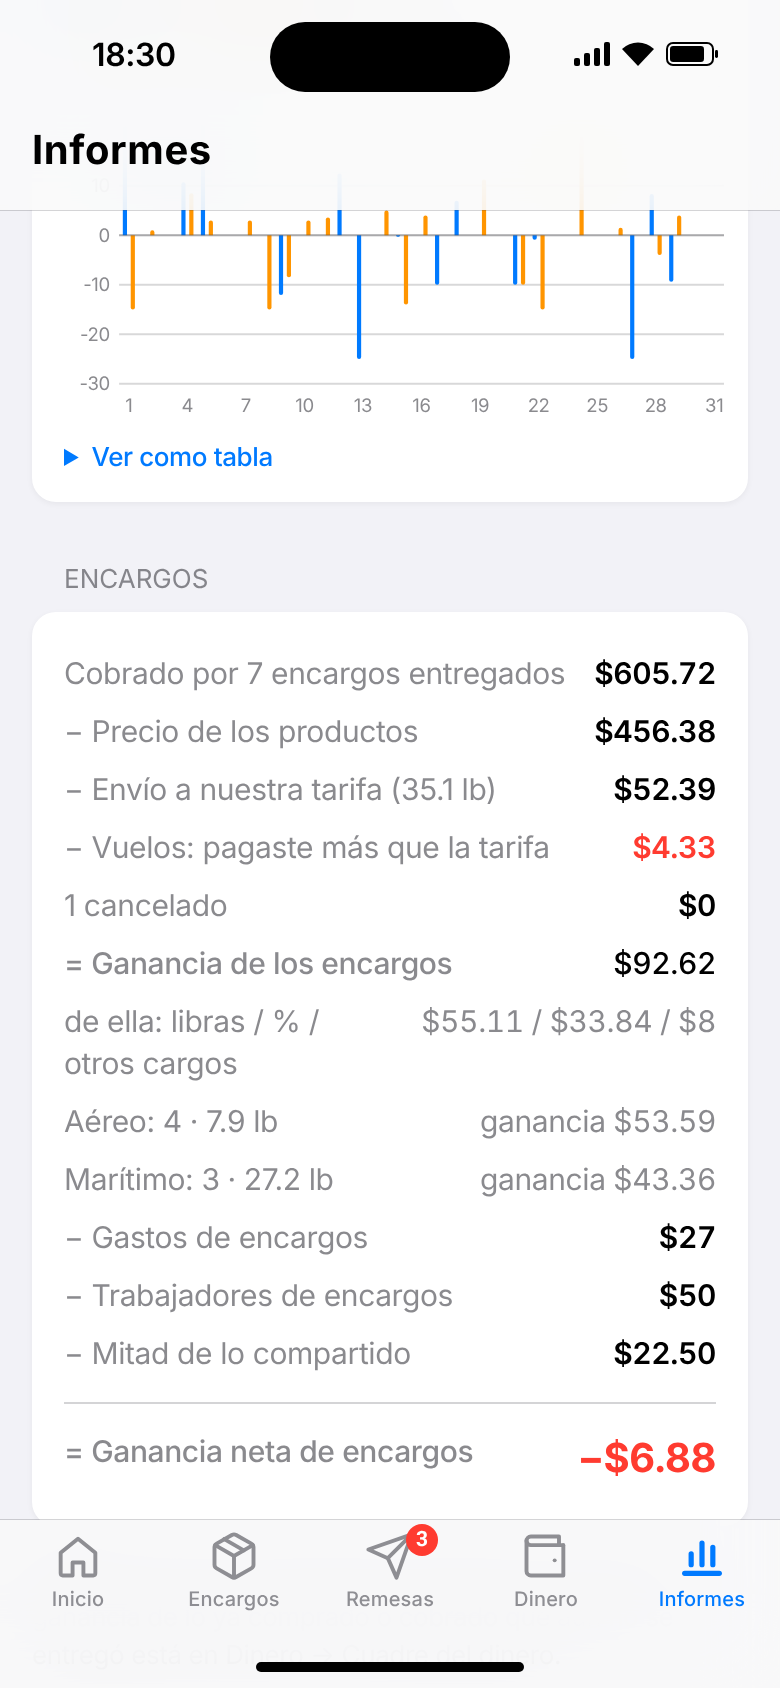 18:30
Informes
10
0
-10
-20
-30
1 4 7 10 13 16 19 22 25 28 31
Ver como tabla
ENCARGOS
Cobrado por 7 encargos entregados $605.72
− Precio de los productos $456.38
− Envío a nuestra tarifa (35.1 lb) $52.39
− Vuelos: pagaste más que la tarifa $4.33
1 cancelado $0
= Ganancia de los encargos $92.62
de ella: libras / % / $55.11 / $33.84 / $8
otros cargos
Aéreo: 4 · 7.9 lb ganancia $53.59
Marítimo: 3 · 27.2 lb ganancia $43.36
− Gastos de encargos $27
− Trabajadores de encargos $50
− Mitad de lo compartido $22.50
= Ganancia neta de encargos −$6.88
3
Inicio Encargos Remesas Dinero Informes